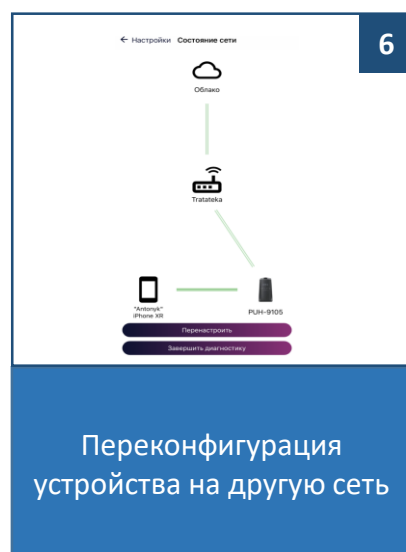 6
← Настройки Состояние сети
Облако
Tratateka
"Antonyk"
iPhone XR
PUH-9105
Перенастроить
Завершить диагностику
Переконфигурация
устройства на другую сеть